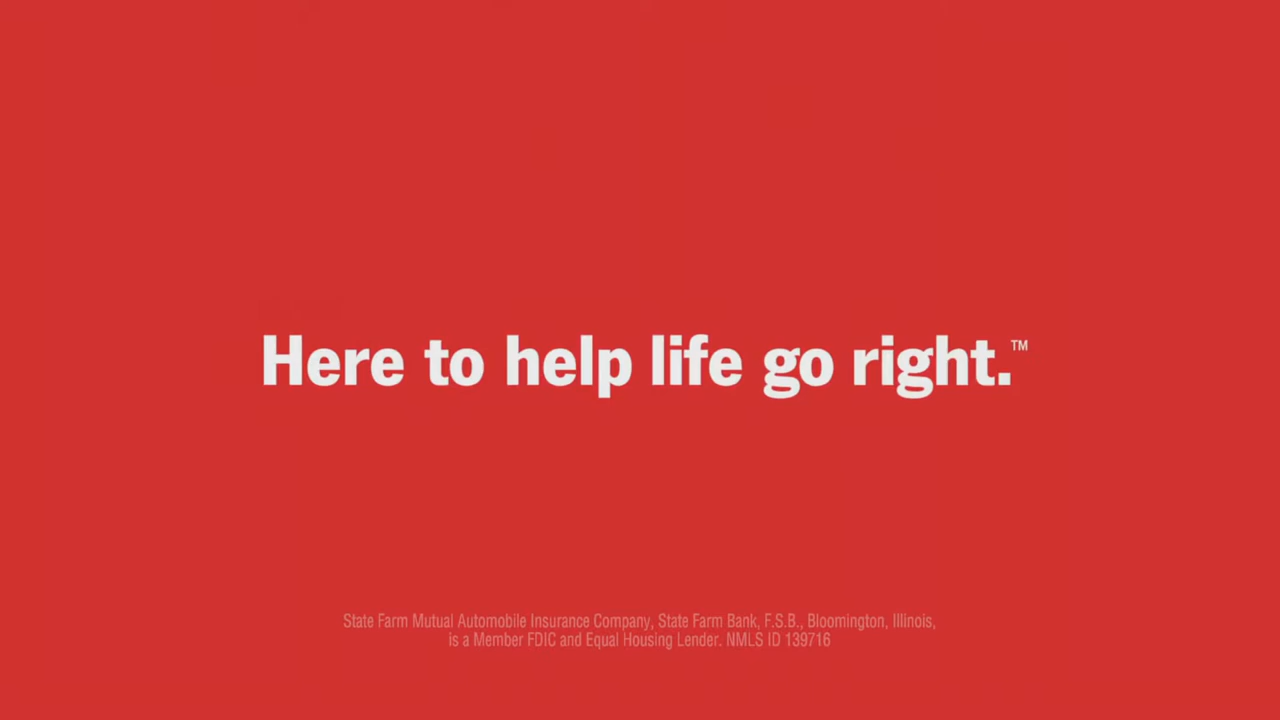 Here to help life go right.™
State Farm Mutual Automobile Insurance Company, State Farm Bank, F.S.B., Bloomington, Illinois,
is a Member FDIC and Equal Housing Lender. NMLS ID 139716